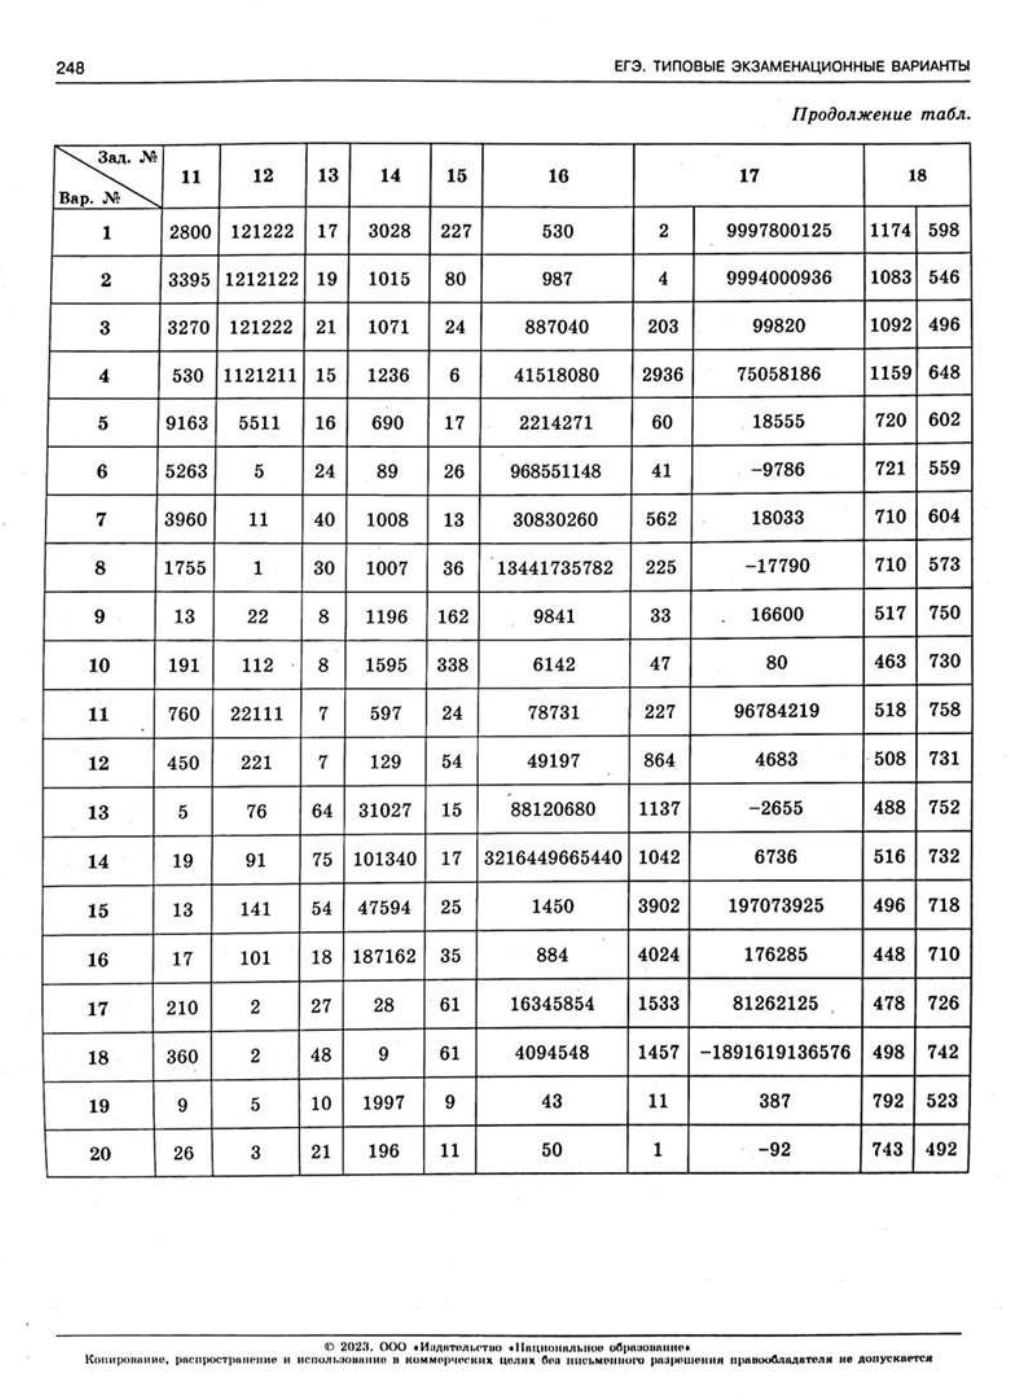 248
ЕГЭ. ТИПОВЫЕ ЭКЗАМЕНАЦИОННЫЕ ВАРИАНТЫ
Продолжение табл.
Зад. №
Вар. №
11 12 13 14 15 16 17 18
1 2800 121222 17 3028 227 530 2 9997800125 1174 598
2 3395 1212122 19 1015 80 987 4 9994000936 1083 546
3 3270 121222 21 1071 24 887040 203 99820 1092 496
4 530 1121211 15 1236 6 41518080 2936 75058186 1159 648
5 9163 5511 16 690 17 2214271 60 18555 720 602
6 5263 5 24 89 26 968551148 41 –9786 721 559
7 3960 11 40 1008 13 30830260 562 18033 710 604
8 1755 1 30 1007 36 13441735782 225 –17790 710 573
9 13 22 8 1196 162 9841 33 16600 517 750
10 191 112 8 1595 338 6142 47 80 463 730
11 760 22111 7 597 24 78731 227 96784219 518 758
12 450 221 7 129 54 49197 864 4683 508 731
13 5 76 64 31027 15 88120680 1137 –2655 488 752
14 19 91 75 101340 17 3216449665440 1042 6736 516 732
15 13 141 54 47594 25 1450 3902 197073925 496 718
16 17 101 18 187162 35 884 4024 176285 448 710
17 210 2 27 28 61 16345854 1533 81262125 478 726
18 360 2 48 9 61 4094548 1457 –1891619136576 498 742
19 9 5 10 1997 9 43 11 387 792 523
20 26 3 21 196 11 50 1 –92 743 492
© 2023. ООО «Издательство «Национальное образование»
Копирование, распространение и использование в коммерческих целях без письменного разрешения правообладателя не допускается